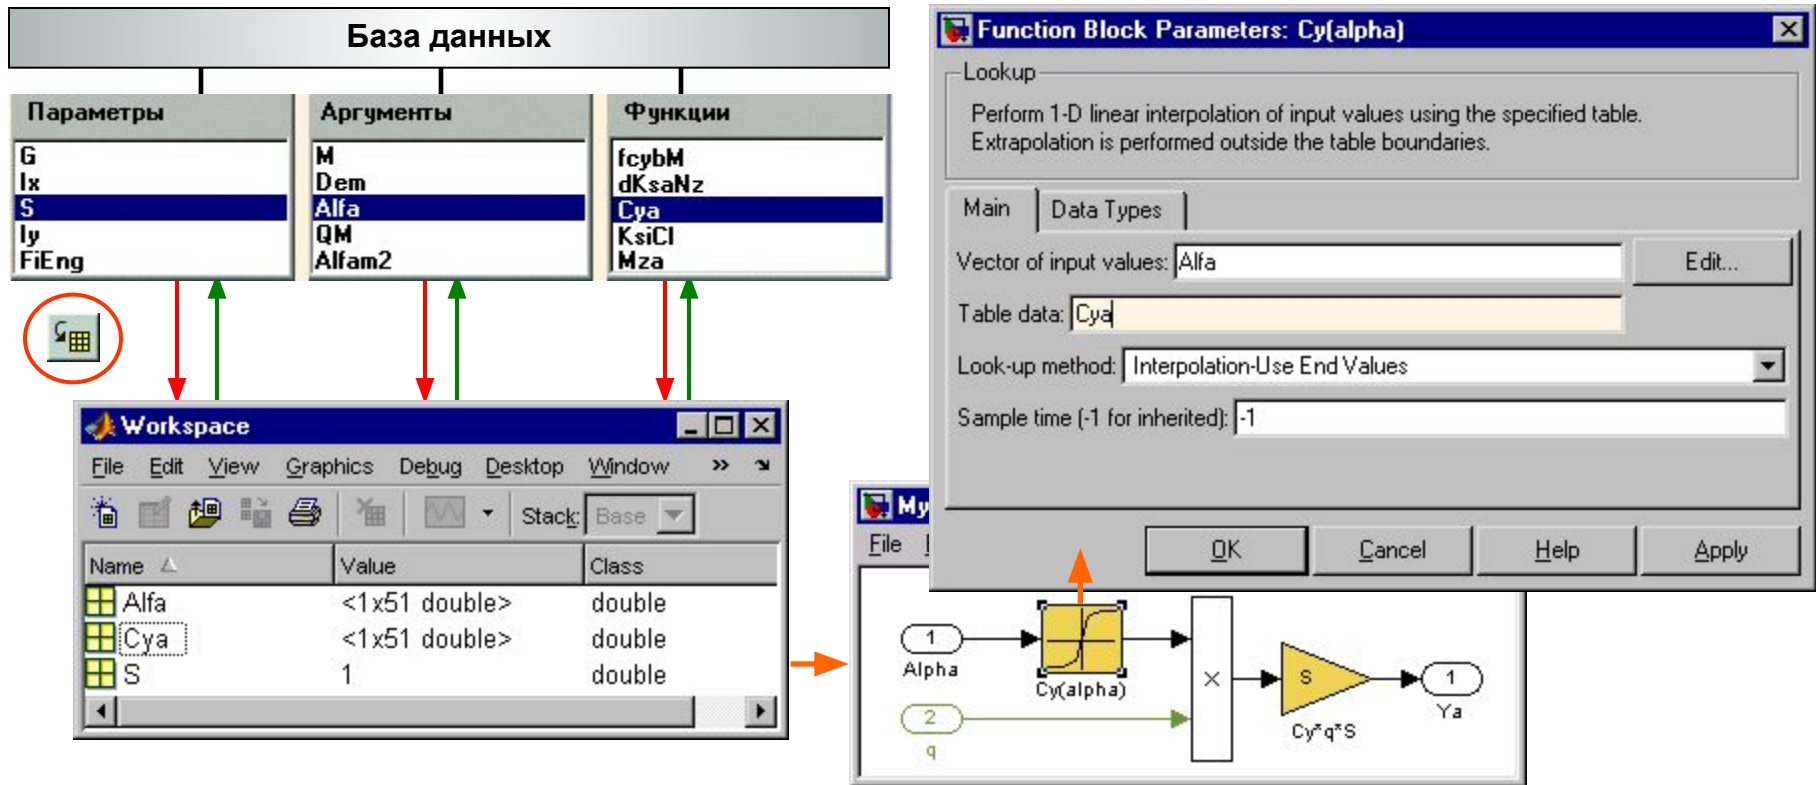 База данных
Параметры
G
Ix
S
Iy
FiEng
Аргументы
M
Dem
Alfa
QM
Alfam2
Функции
fcybM
dKsaNz
Cya
KsiCl
Mza
Workspace
File Edit View Graphics Debug Desktop Window »
Stack: Base
Name Value Class
Alfa <1x51 double> double
Cya <1x51 double> double
S 1 double
Function Block Parameters: Cy(alpha)
Lookup
Perform 1-D linear interpolation of input values using the specified table.
Extrapolation is performed outside the table boundaries.
Main Data Types
Vector of input values: Alfa Edit...
Table data: Cya
Look-up method: Interpolation-Use End Values
Sample time (-1 for inherited): -1
OK Cancel Help Apply
My
File
1
Alpha
Cy(alpha)
2
q
×
S
Cy*q*S
1
Ya